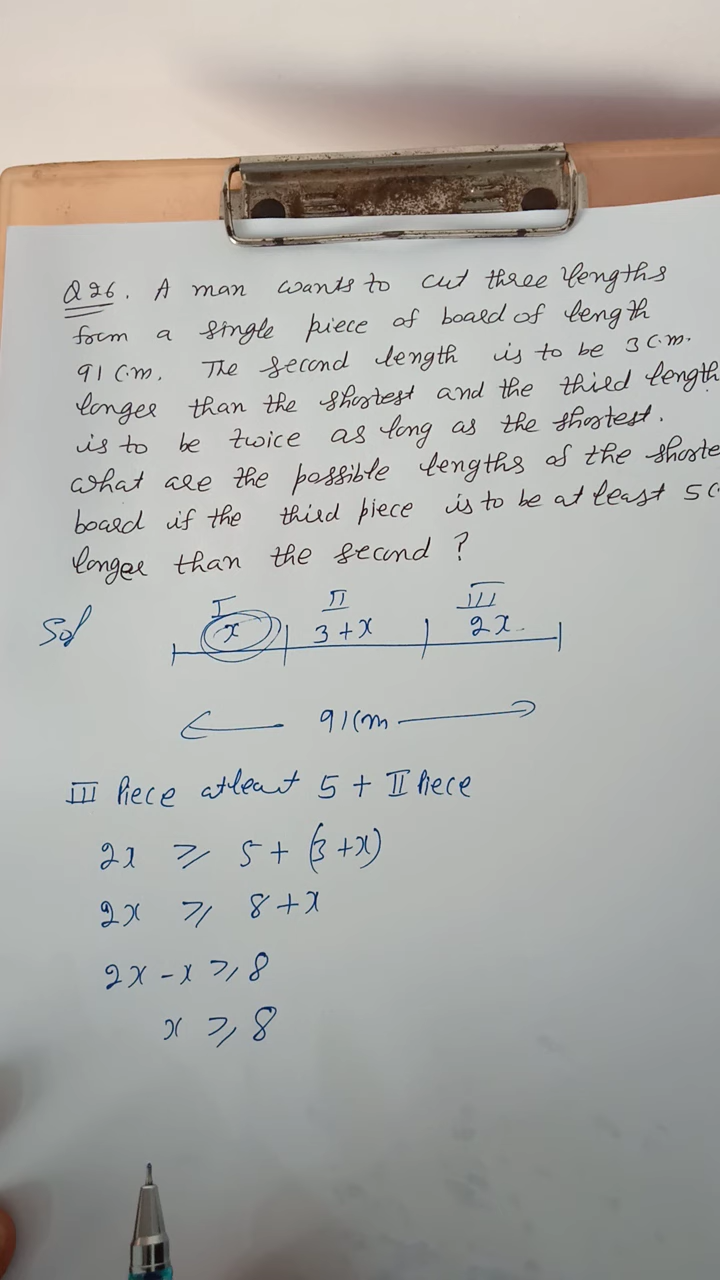 Q26. A man wants to cut three lengths
from a single piece of board of length
91 Cm. The second length is to be 3 C.m.
longer than the shortest and the third length
is to be twice as long as the shortest.
what are the possible lengths of the shorte
board if the third piece is to be at least 5 C
longer than the second ?
Sol I II III
x 3+x 2x
91 Cm
III Piece atleast 5 + II Piece
2x ≥ 5 + (3+x)
2x ≥ 8+x
2x - x ≥ 8
x ≥ 8